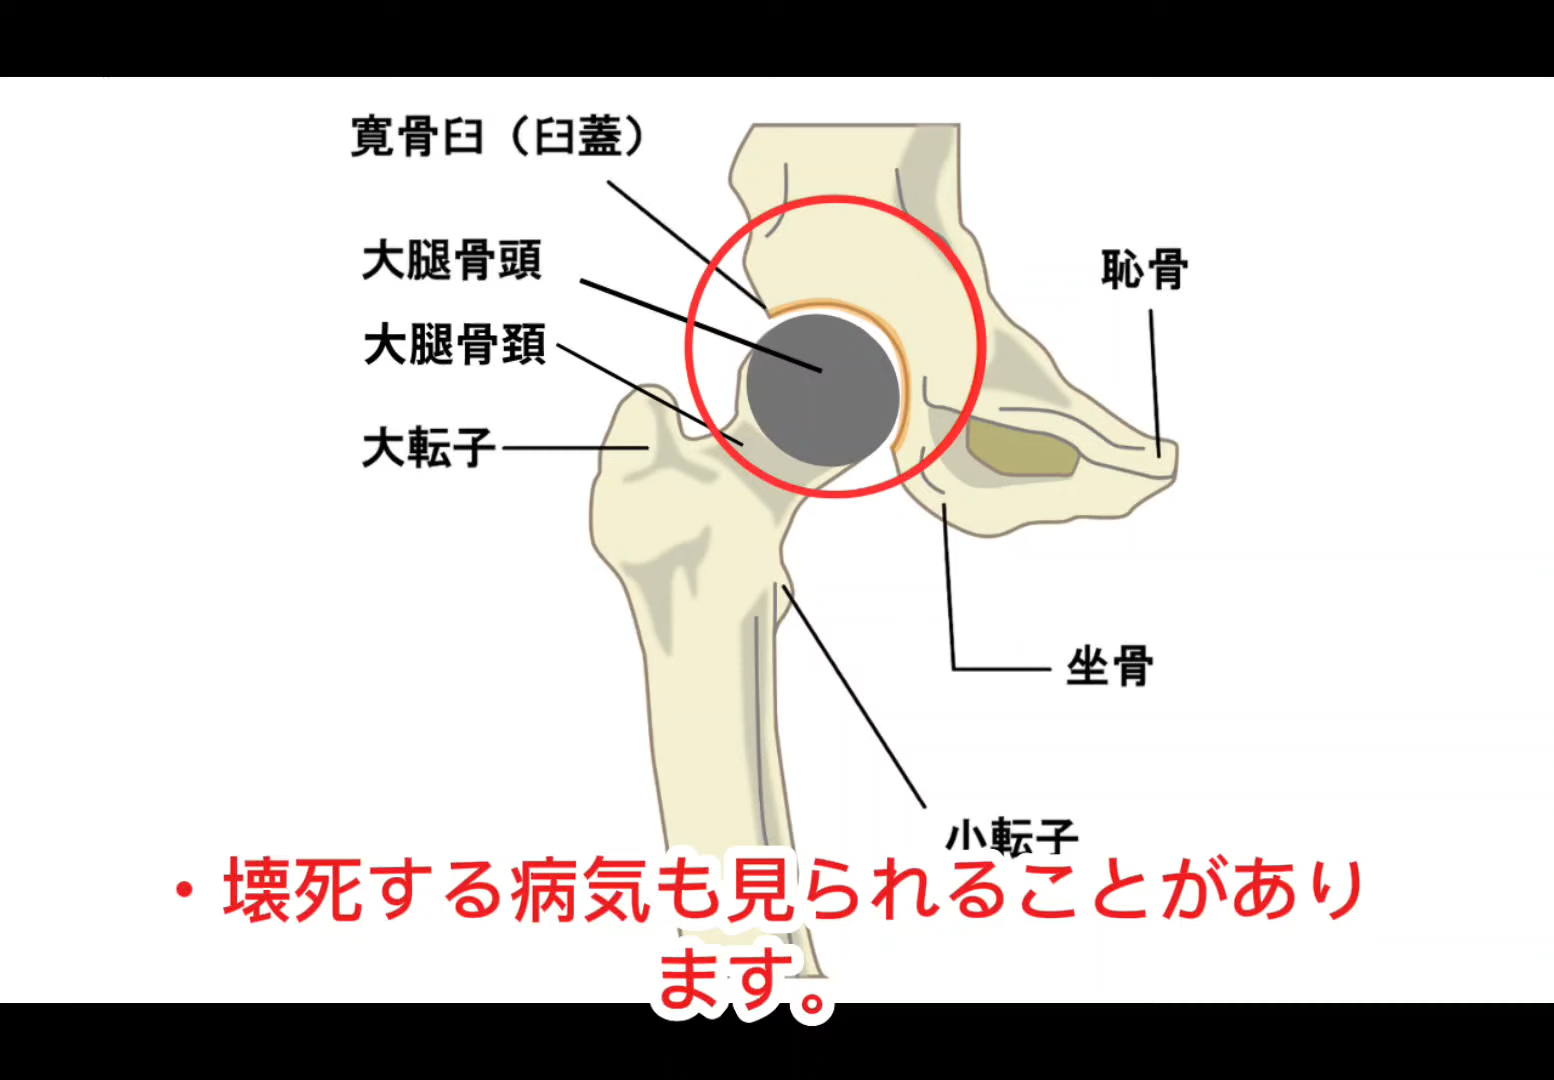 寛骨臼（臼蓋）
大腿骨頭
大腿骨頚
大転子
恥骨
坐骨
小転子
・壊死する病気も見られることがあり
ます。